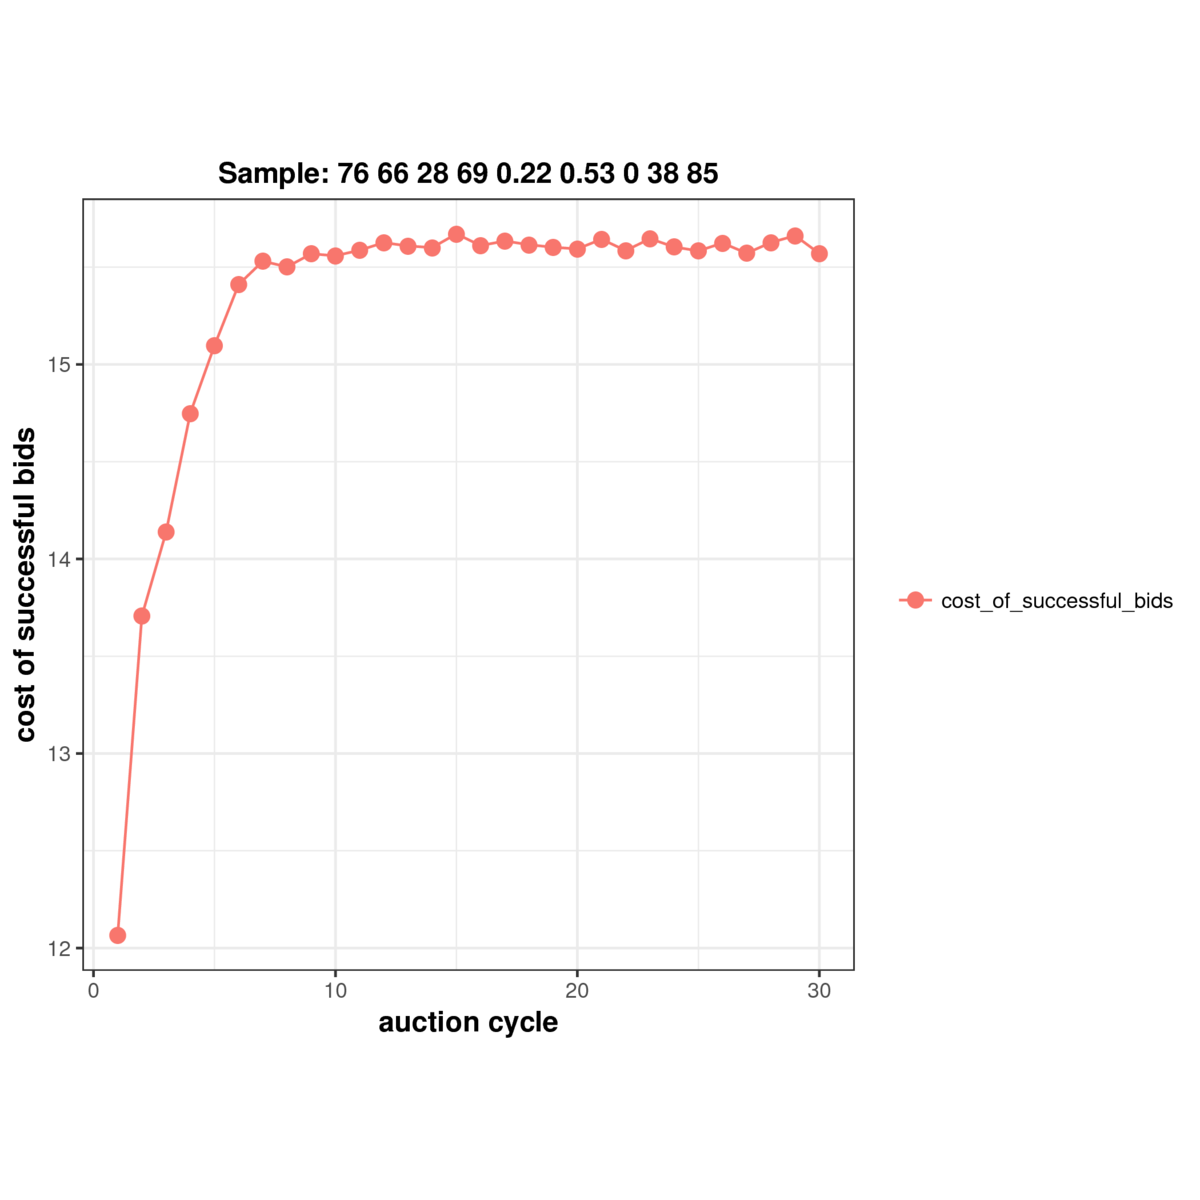 Sample: 76 66 28 69 0.22 0.53 0 38 85
cost of successful bids
15
14
13
12
0 10 20 30
auction cycle
cost_of_successful_bids